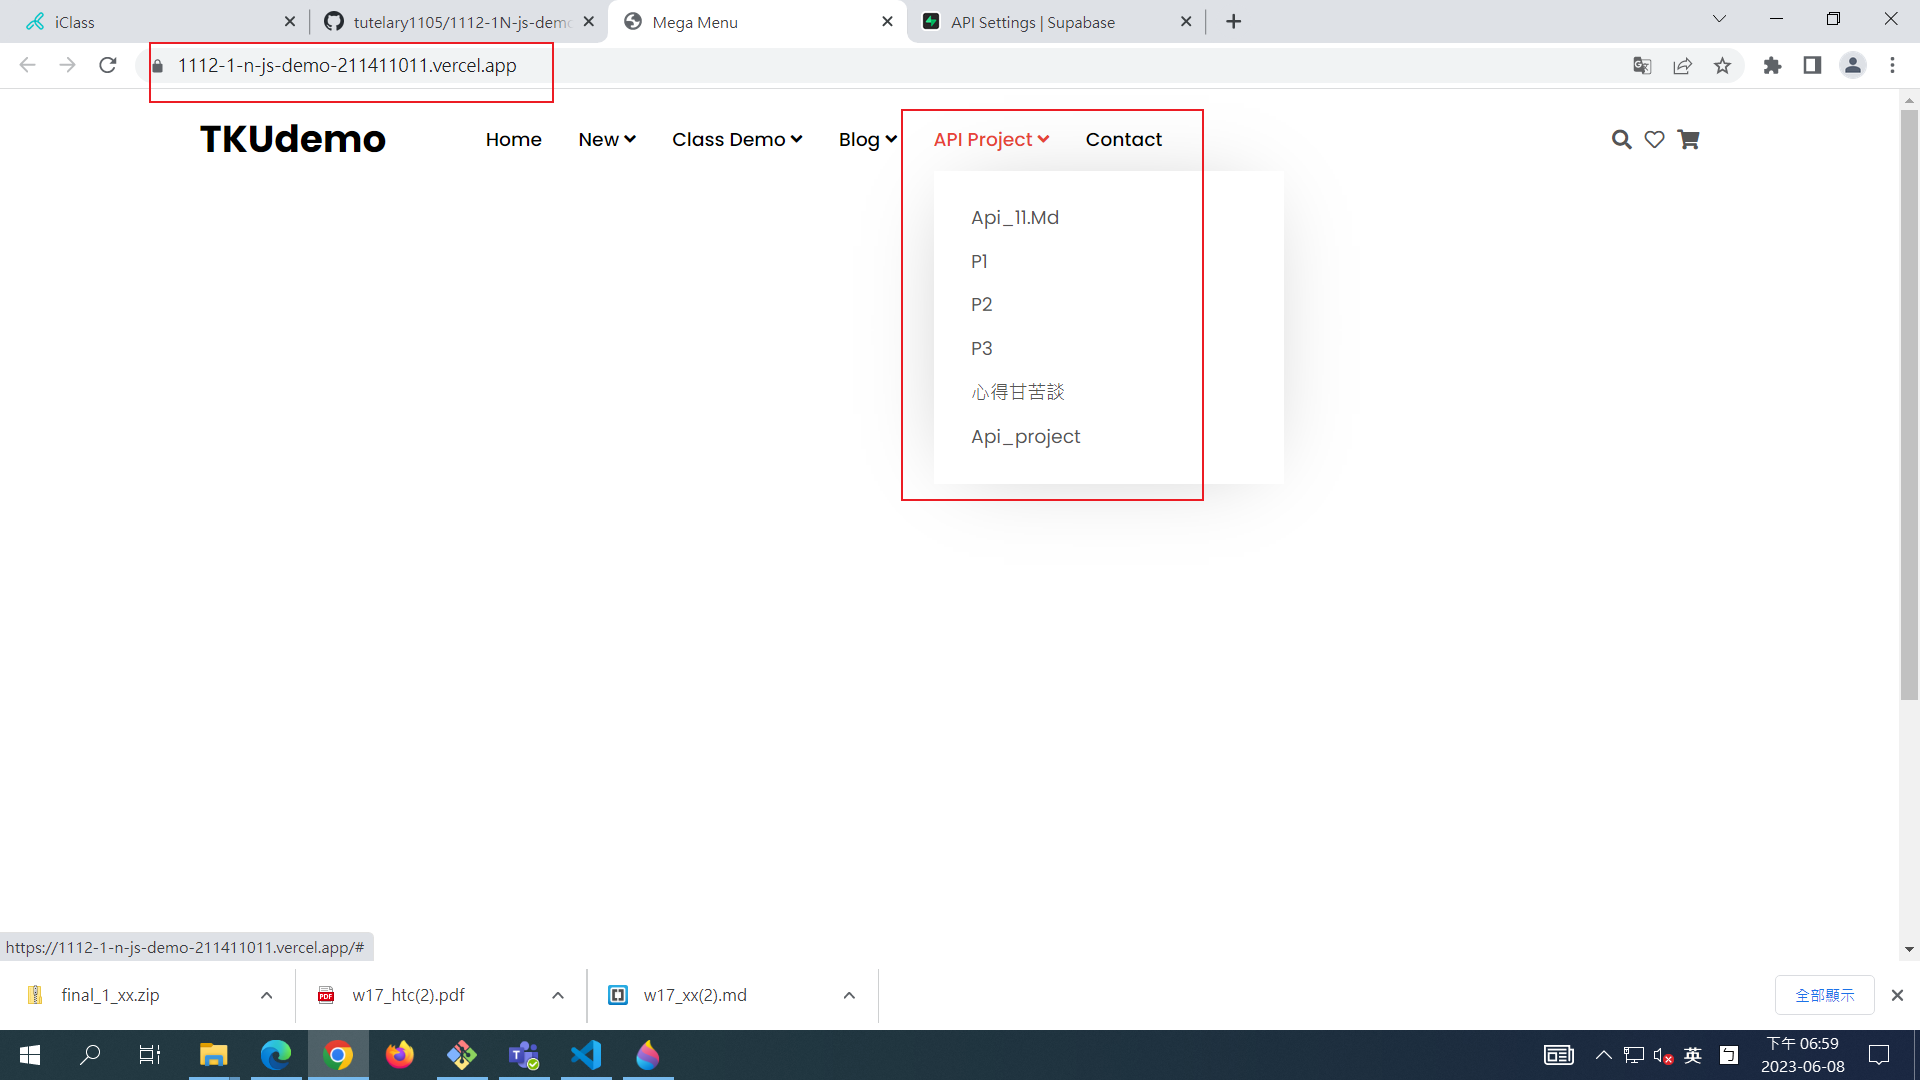 iClass
tutelary1105/1112-1N-js-demo
Mega Menu
API Settings | Supabase
1112-1-n-js-demo-211411011.vercel.app
TKUdemo
Home
New
Class Demo
Blog
API Project
Contact
Api_11.Md
P1
P2
P3
心得甘苦談
Api_project
https://1112-1-n-js-demo-211411011.vercel.app/#
final_1_xx.zip
w17_htc(2).pdf
w17_xx(2).md
全部顯示
英
ㄅ
下午 06:59
2023-06-08